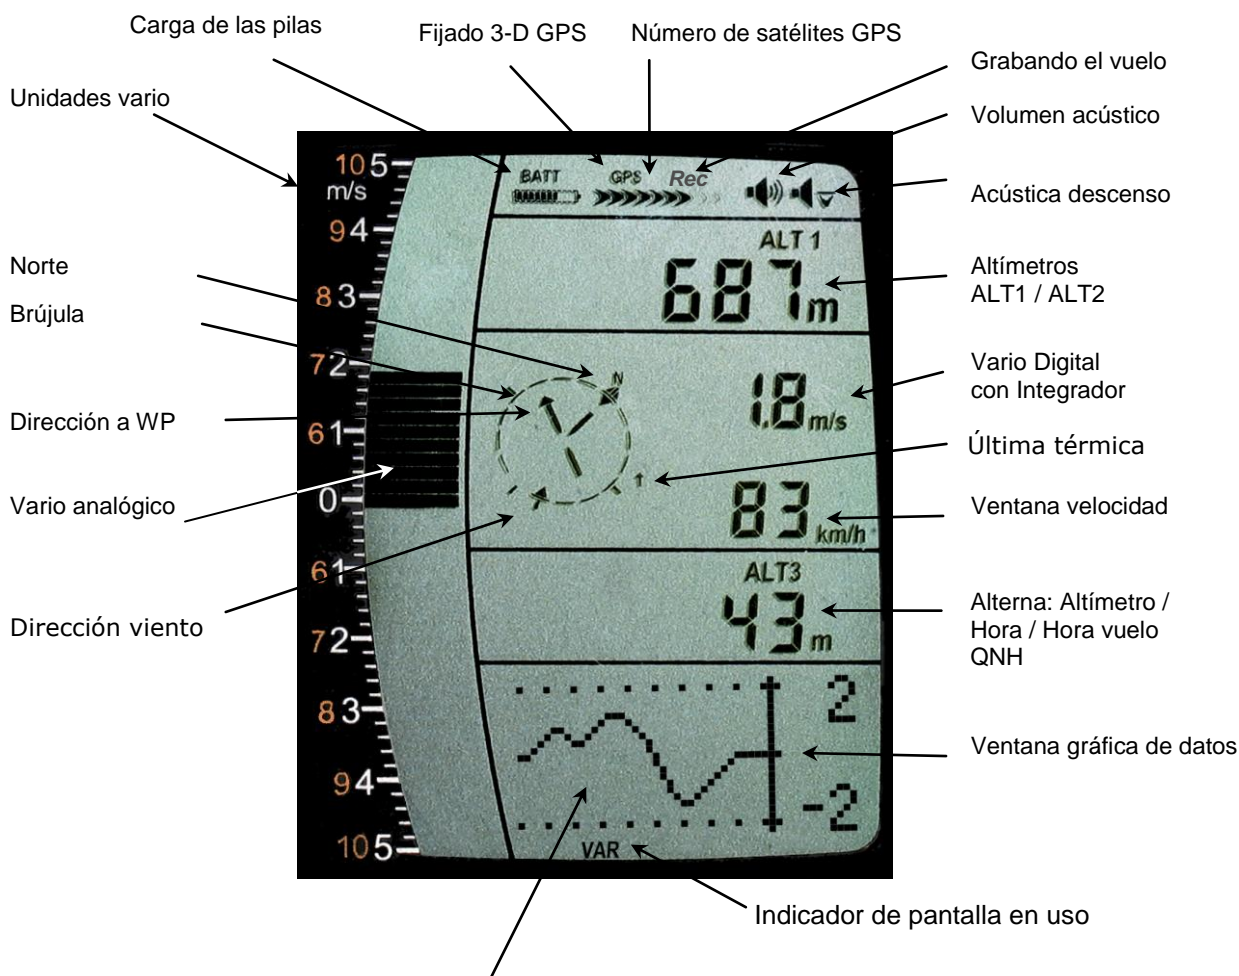 Carga de las pilas
Fijado 3-D GPS
Número de satélites GPS
Grabando el vuelo
Unidades vario
Volumen acústico
Acústica descenso
Norte
Altímetros
ALT1 / ALT2
Brújula
Vario Digital
con Integrador
Dirección a WP
Última térmica
Vario analógico
Ventana velocidad
Dirección viento
Alterna: Altímetro /
Hora / Hora vuelo
QNH
Ventana gráfica de datos
Indicador de pantalla en uso
10 5
m/s
9 4
8 3
7 2
6 1
0
6 1
7 2
8 3
9 4
10 5
BATT
GPS
Rec
ALT 1
687 m
N
1.8 m/s
83 km/h
ALT3
43 m
2
-2
VAR